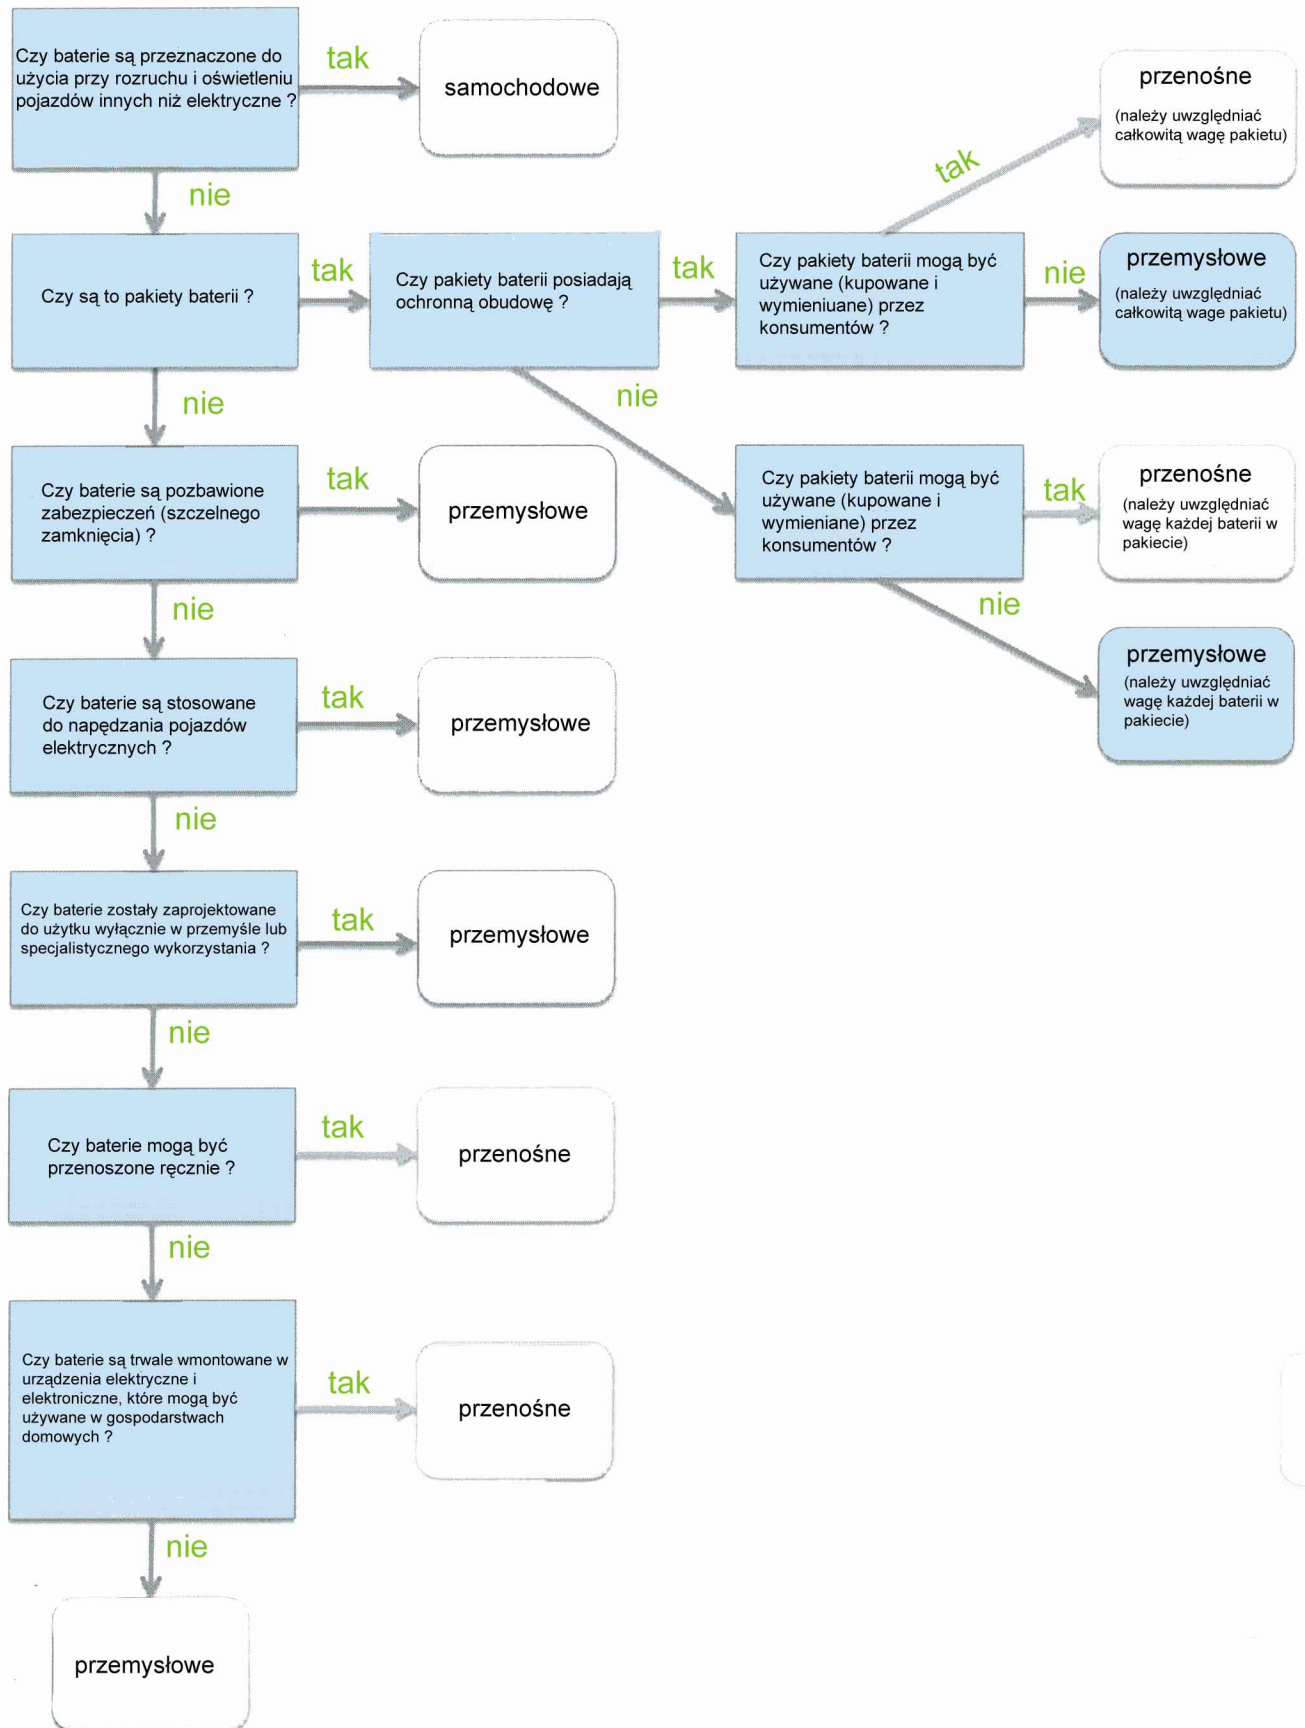 Czy baterie są przeznaczone do
użycia przy rozruchu i oświetleniu
pojazdów innych niż elektryczne ?
tak
samochodowe
nie
Czy są to pakiety baterii ?
tak
Czy pakiety baterii posiadają
ochronną obudowę ?
tak
Czy pakiety baterii mogą być
używane (kupowane i
wymieniuane) przez
konsumentów ?
tak
przenośne
(należy uwzględniać
całkowitą wagę pakietu)
nie
przemysłowe
(należy uwzględniać
całkowitą wage pakietu)
nie
Czy pakiety baterii mogą być
używane (kupowane i
wymieniane) przez
konsumentów ?
tak
przenośne
(należy uwzględniać
wagę każdej baterii w
pakiecie)
nie
przemysłowe
(należy uwzględniać
wagę każdej baterii w
pakiecie)
nie
Czy baterie są pozbawione
zabezpieczeń (szczelnego
zamknięcia) ?
tak
przemysłowe
nie
Czy baterie są stosowane
do napędzania pojazdów
elektrycznych ?
tak
przemysłowe
nie
Czy baterie zostały zaprojektowane
do użytku wyłącznie w przemyśle lub
specjalistycznego wykorzystania ?
tak
przemysłowe
nie
Czy baterie mogą być
przenoszone ręcznie ?
tak
przenośne
nie
Czy baterie są trwale wmontowane w
urządzenia elektryczne i
elektroniczne, które mogą być
używane w gospodarstwach
domowych ?
tak
przenośne
nie
przemysłowe